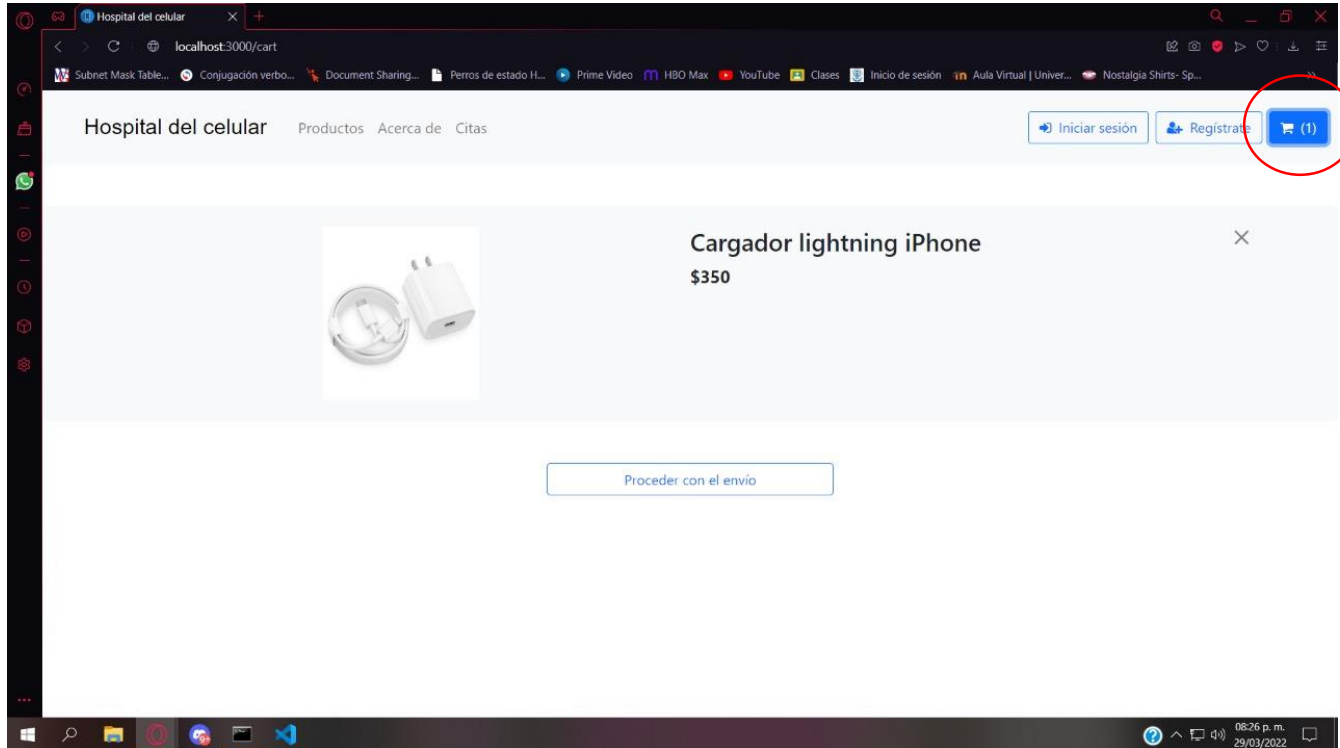 Hospital del celular
localhost:3000/cart
Subnet Mask Table... Conjugación verbo... Document Sharing... Perros de estado H... Prime Video HBO Max YouTube Clases Inicio de sesión Aula Virtual | Univer... Nostalgia Shirts- Sp... »
Hospital del celular Productos Acerca de Citas Iniciar sesión Regístrate (1)
Cargador lightning iPhone
$350
Proceder con el envío
08:26 p. m.
29/03/2022